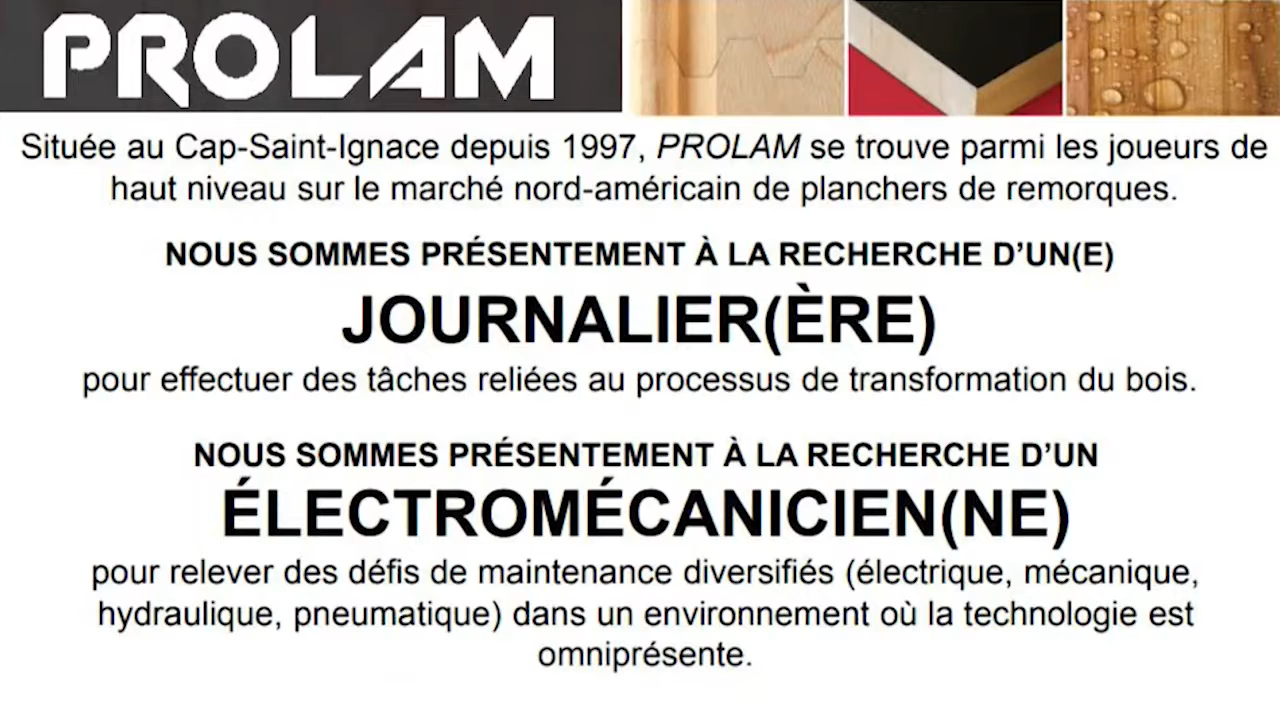 PROLAM
Située au Cap-Saint-Ignace depuis 1997, PROLAM se trouve parmi les joueurs de
haut niveau sur le marché nord-américain de planchers de remorques.
NOUS SOMMES PRÉSENTEMENT À LA RECHERCHE D’UN(E)
JOURNALIER(ÈRE)
pour effectuer des tâches reliées au processus de transformation du bois.
NOUS SOMMES PRÉSENTEMENT À LA RECHERCHE D’UN
ÉLECTROMÉCANICIEN(NE)
pour relever des défis de maintenance diversifiés (électrique, mécanique,
hydraulique, pneumatique) dans un environnement où la technologie est
omniprésente.